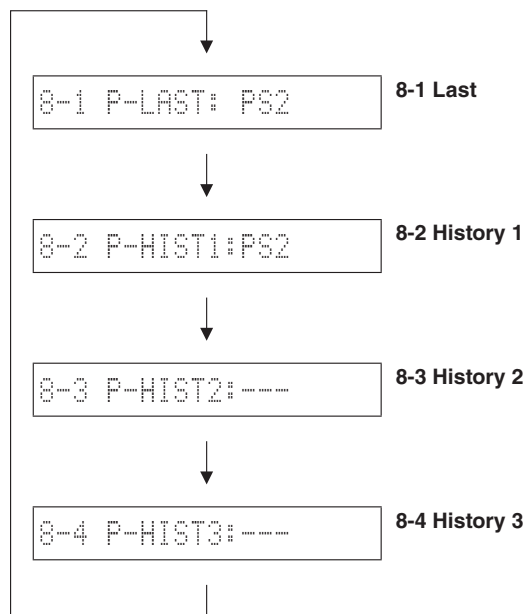 8-1 P-LAST: PS2
8-1 Last
8-2 P-HIST1:PS2
8-2 History 1
8-3 P-HIST2:---
8-3 History 2
8-4 P-HIST3:---
8-4 History 3